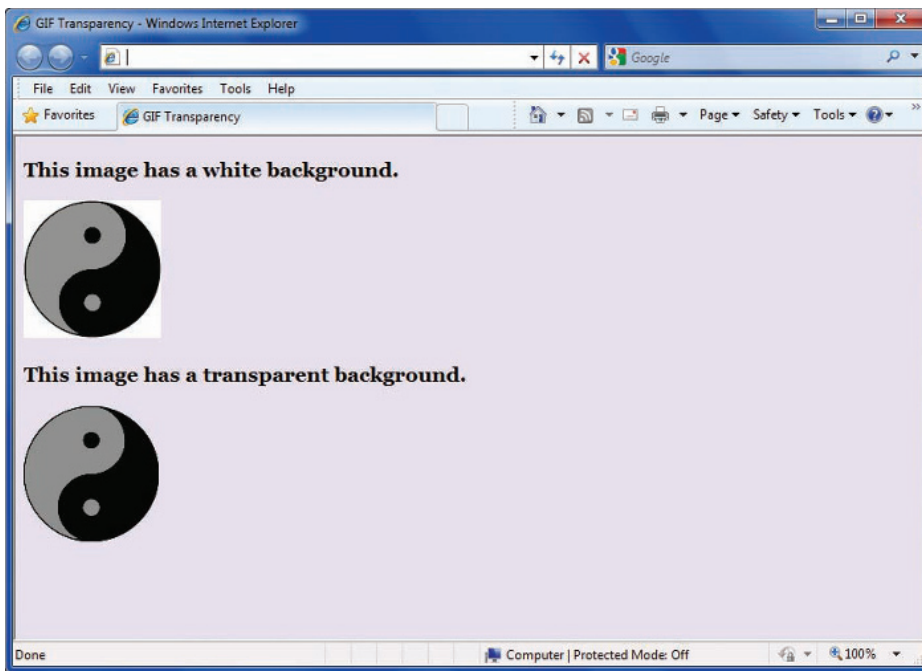 GIF Transparency - Windows Internet Explorer
Google
File Edit View Favorites Tools Help
Favorites GIF Transparency Page Safety Tools
This image has a white background.
This image has a transparent background.
Done Computer | Protected Mode: Off 100%